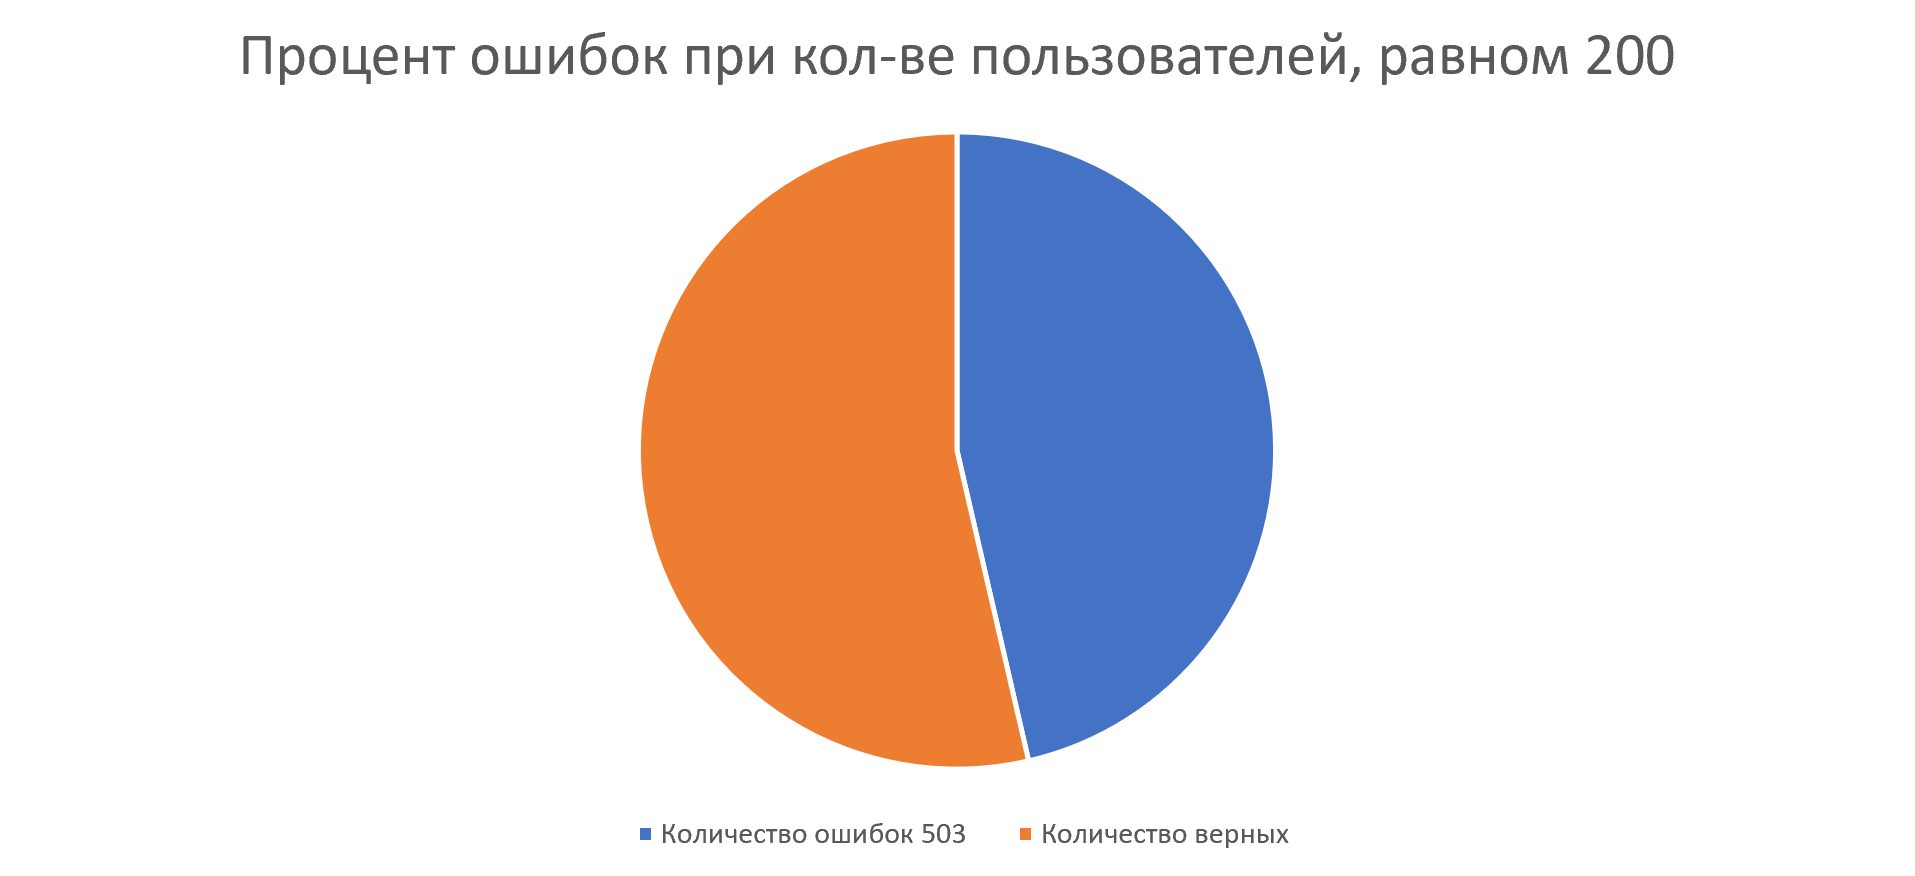 Процент ошибок при кол-ве пользователей, равном 200
Количество ошибок 503
Количество верных